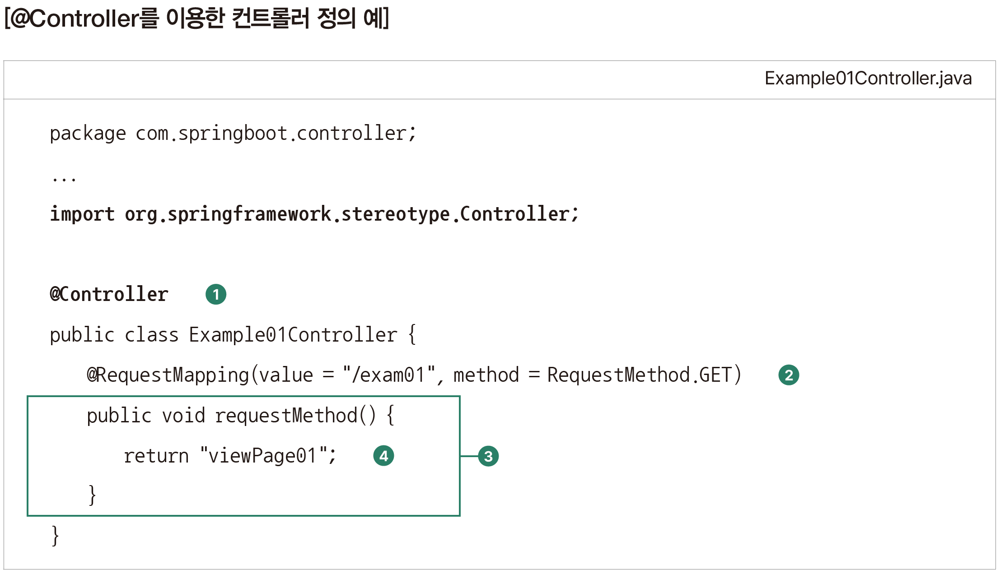 [@Controller를 이용한 컨트롤러 정의 예]
Example01Controller.java
package com.springboot.controller;
...
import org.springframework.stereotype.Controller;
@Controller 1
public class Example01Controller {
@RequestMapping(value = "/exam01", method = RequestMethod.GET) 2
public void requestMethod() {
return "viewPage01"; 4 3
}
}